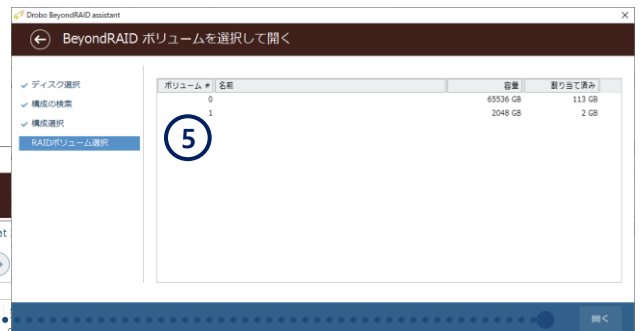 Drobo BeyondRAID assistant
BeyondRAID ボリュームを選択して開く
ディスク選択
構成の検索
構成選択
RAIDボリューム選択
ボリューム # 名前 容量 割り当て済み
0 65536 GB 113 GB
1 2048 GB 2 GB
5
開く
at